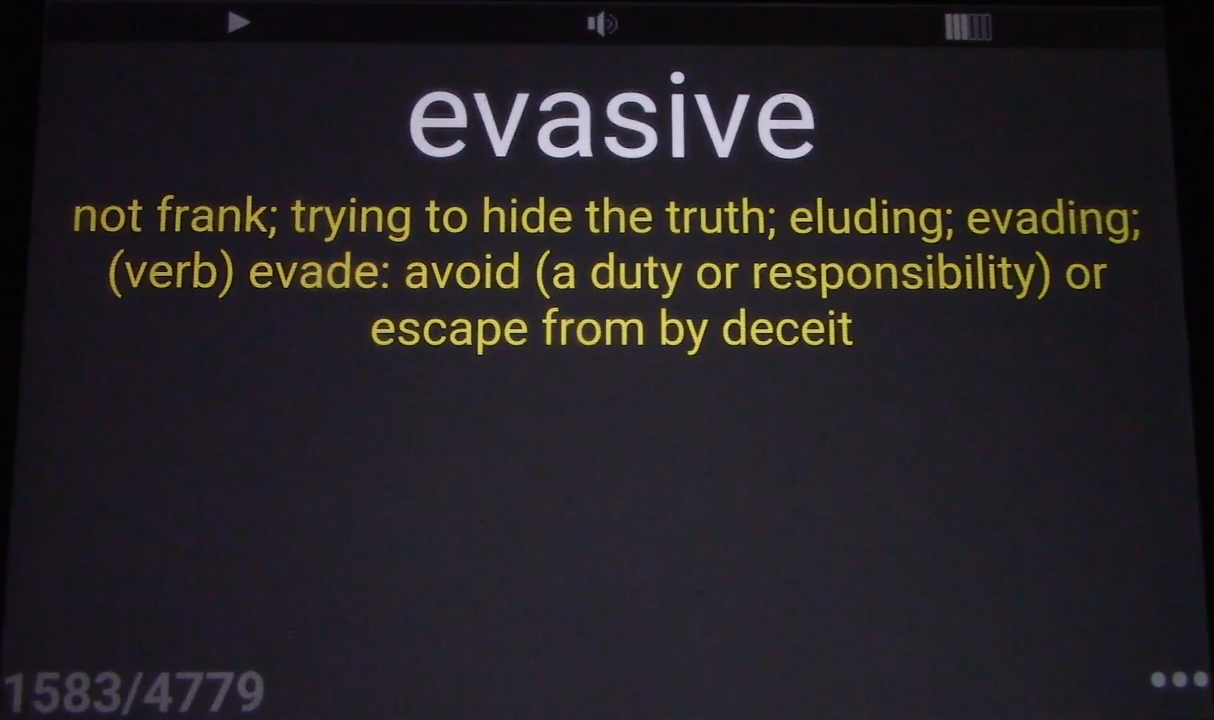 evasive
not frank; trying to hide the truth; eluding; evading;
(verb) evade: avoid (a duty or responsibility) or
escape from by deceit
1583/4779